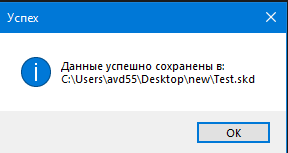 Успех
Данные успешно сохранены в:
C:\Users\avd55\Desktop\new\Test.skd
OK